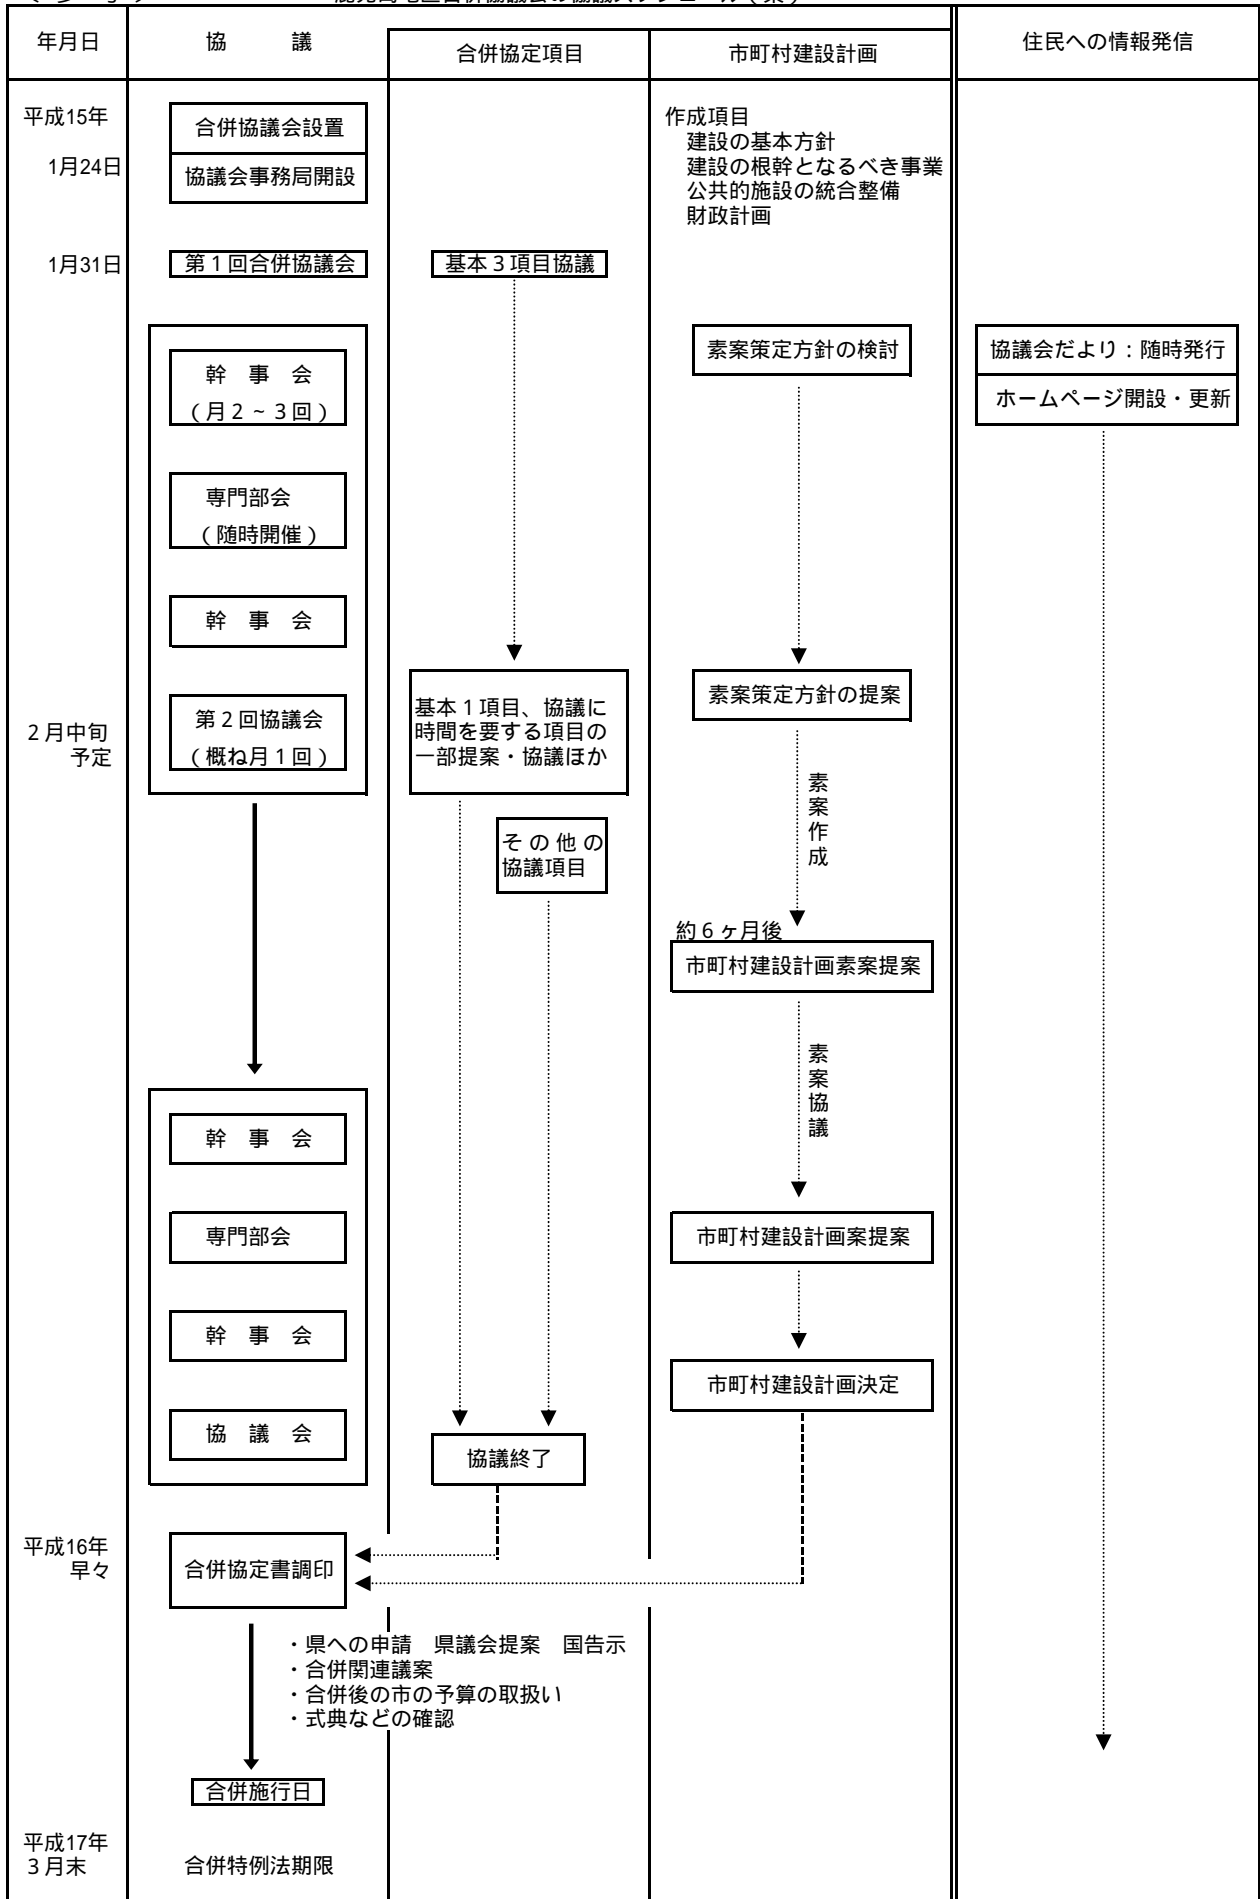 年月日
協　　　議
合併協定項目
市町村建設計画
住民への情報発信
平成15年
1月24日
合併協議会設置
協議会事務局開設
作成項目
建設の基本方針
建設の根幹となるべき事業
公共的施設の統合整備
財政計画
1月31日
第１回合併協議会
基本３項目協議
幹　事　会
（月２～３回）
専門部会
（随時開催）
幹　事　会
２月中旬
予定
第２回協議会
（概ね月１回）
基本１項目、協議に
時間を要する項目の
一部提案・協議ほか
その他の
協議項目
素案策定方針の検討
素案策定方針の提案
素案作成
約６ヶ月後
市町村建設計画素案提案
素案協議
協議会だより：随時発行
ホームページ開設・更新
幹　事　会
専門部会
幹　事　会
協　議　会
市町村建設計画案提案
市町村建設計画決定
協議終了
平成16年
早々
合併協定書調印
・県への申請　県議会提案　国告示
・合併関連議案
・合併後の市の予算の取扱い
・式典などの確認
合併施行日
平成17年
３月末
合併特例法期限